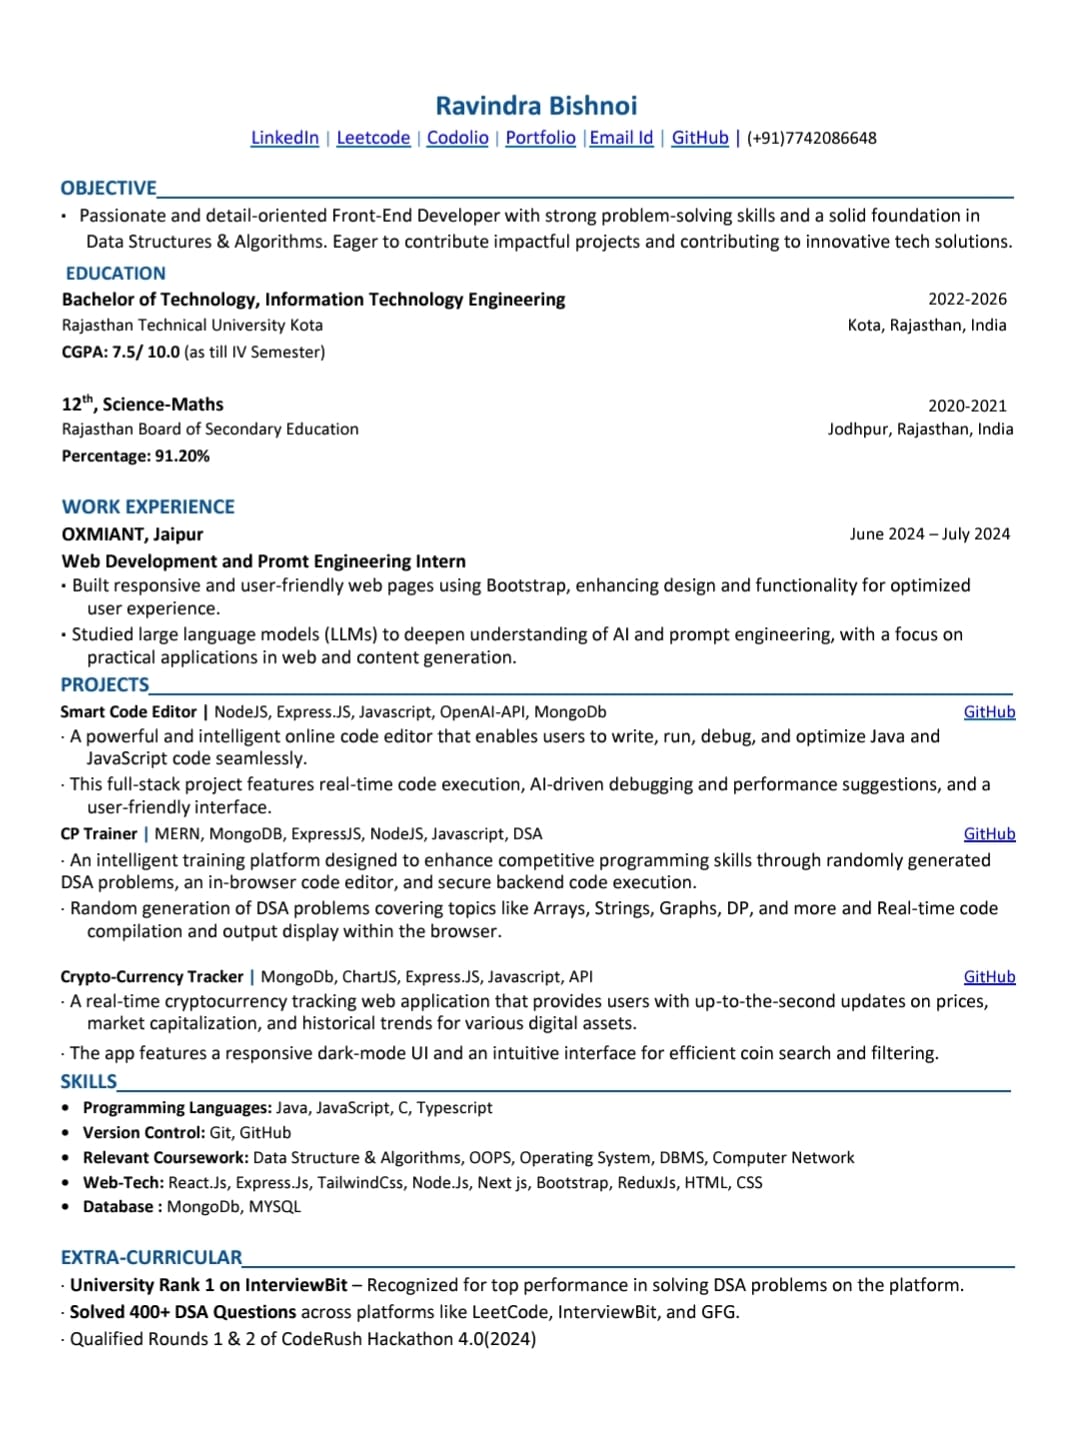 Ravindra Bishnoi
LinkedIn | Leetcode | Codolio | Portfolio |Email Id | GitHub | (+91)7742086648
OBJECTIVE
• Passionate and detail-oriented Front-End Developer with strong problem-solving skills and a solid foundation in
Data Structures & Algorithms. Eager to contribute impactful projects and contributing to innovative tech solutions.
EDUCATION
Bachelor of Technology, Information Technology Engineering 2022-2026
Rajasthan Technical University Kota Kota, Rajasthan, India
CGPA: 7.5/ 10.0 (as till IV Semester)
12th, Science-Maths 2020-2021
Rajasthan Board of Secondary Education Jodhpur, Rajasthan, India
Percentage: 91.20%
WORK EXPERIENCE
OXMIANT, Jaipur June 2024 – July 2024
Web Development and Promt Engineering Intern
• Built responsive and user-friendly web pages using Bootstrap, enhancing design and functionality for optimized
user experience.
• Studied large language models (LLMs) to deepen understanding of AI and prompt engineering, with a focus on
practical applications in web and content generation.
PROJECTS
Smart Code Editor | NodeJS, Express.JS, Javascript, OpenAI-API, MongoDb GitHub
· A powerful and intelligent online code editor that enables users to write, run, debug, and optimize Java and
JavaScript code seamlessly.
· This full-stack project features real-time code execution, AI-driven debugging and performance suggestions, and a
user-friendly interface.
CP Trainer | MERN, MongoDB, ExpressJS, NodeJS, Javascript, DSA GitHub
· An intelligent training platform designed to enhance competitive programming skills through randomly generated
DSA problems, an in-browser code editor, and secure backend code execution.
· Random generation of DSA problems covering topics like Arrays, Strings, Graphs, DP, and more and Real-time code
compilation and output display within the browser.
Crypto-Currency Tracker | MongoDb, ChartJS, Express.JS, Javascript, API GitHub
· A real-time cryptocurrency tracking web application that provides users with up-to-the-second updates on prices,
market capitalization, and historical trends for various digital assets.
· The app features a responsive dark-mode UI and an intuitive interface for efficient coin search and filtering.
SKILLS
• Programming Languages: Java, JavaScript, C, Typescript
• Version Control: Git, GitHub
• Relevant Coursework: Data Structure & Algorithms, OOPS, Operating System, DBMS, Computer Network
• Web-Tech: React.Js, Express.Js, TailwindCss, Node.Js, Next js, Bootstrap, ReduxJs, HTML, CSS
• Database : MongoDb, MYSQL
EXTRA-CURRICULAR
· University Rank 1 on InterviewBit – Recognized for top performance in solving DSA problems on the platform.
· Solved 400+ DSA Questions across platforms like LeetCode, InterviewBit, and GFG.
· Qualified Rounds 1 & 2 of CodeRush Hackathon 4.0(2024)